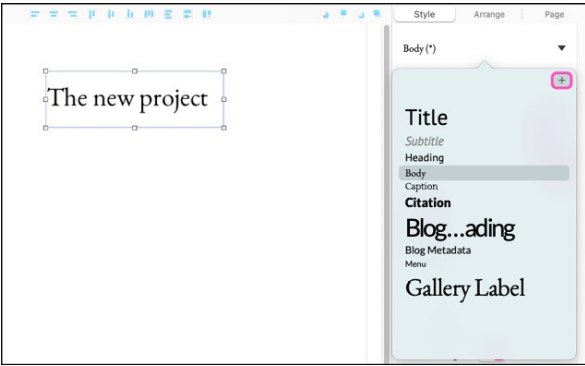 Style Arrange Page
Body (*)
The new project
+
Title
Subtitle
Heading
Body
Caption
Citation
Blog...ading
Blog Metadata
Menu
Gallery Label